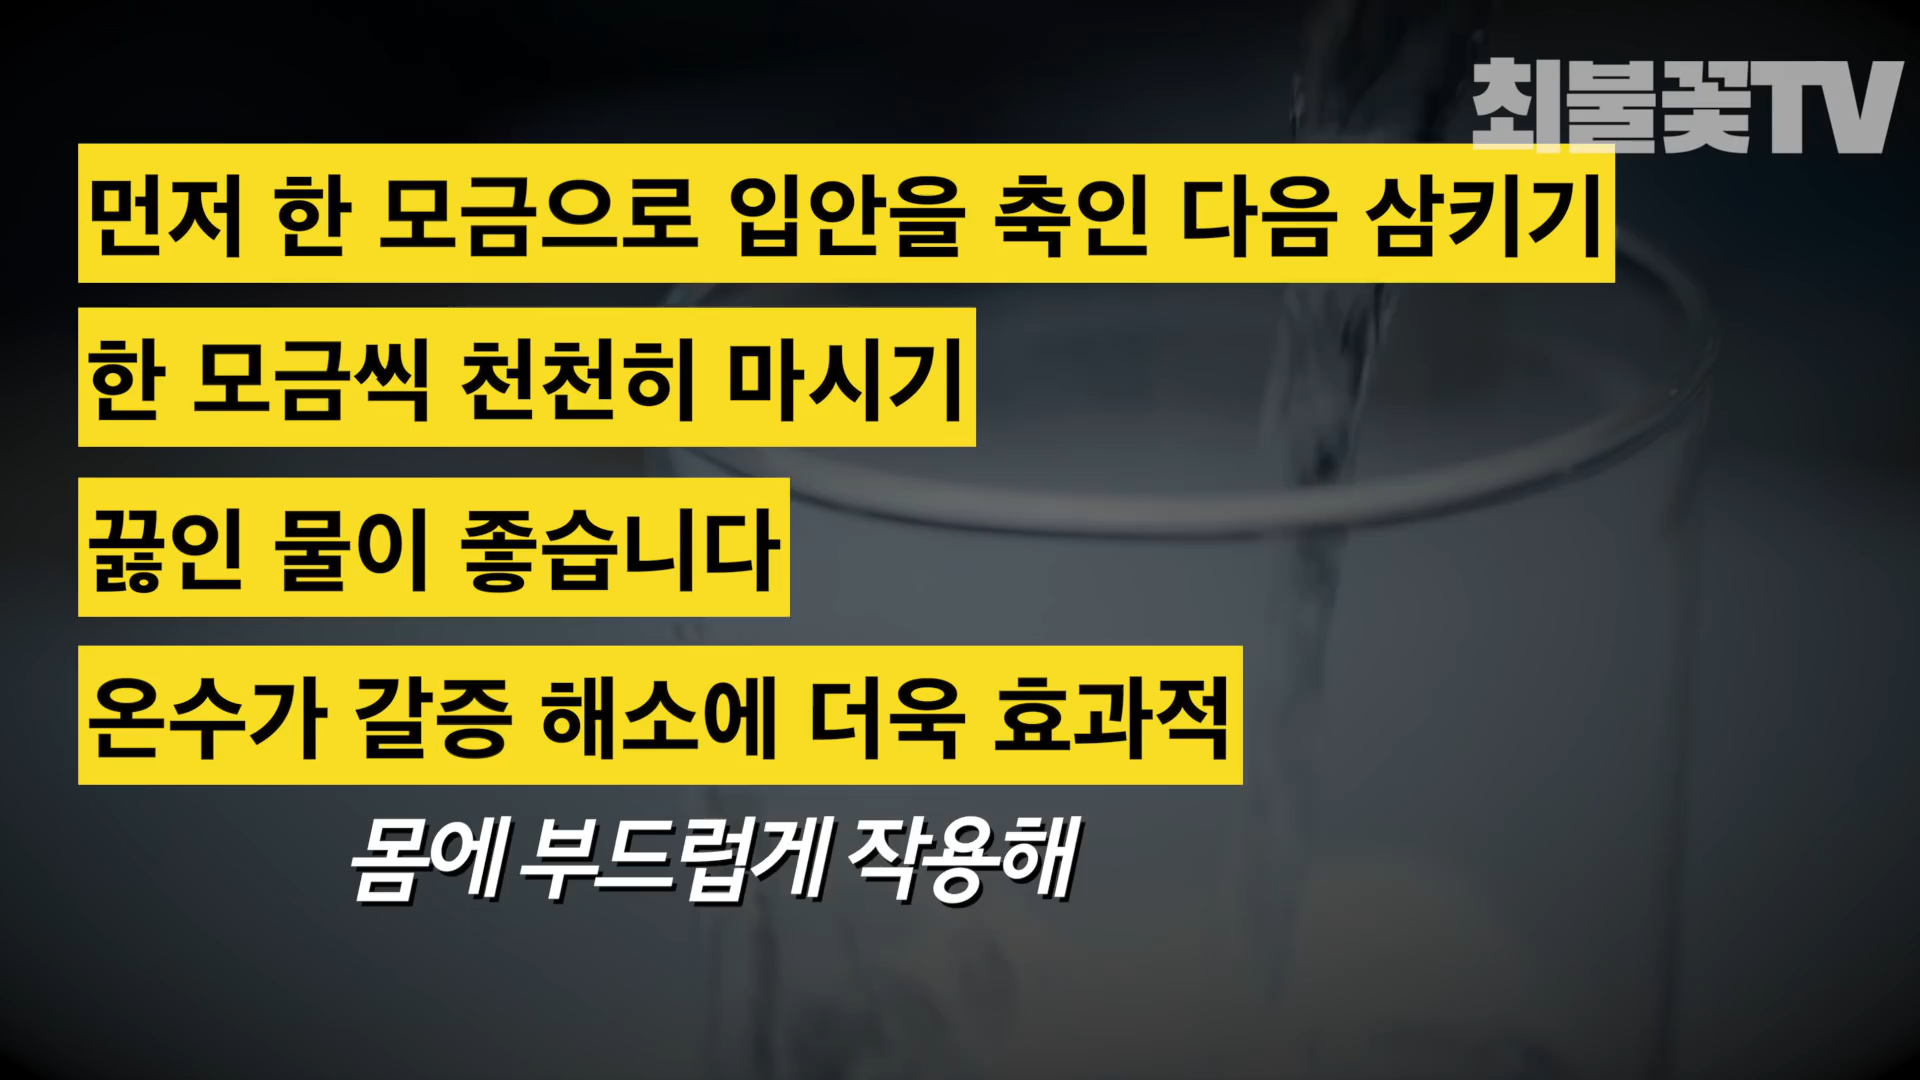 최불꽃TV
먼저 한 모금으로 입안을 축인 다음 삼키기
한 모금씩 천천히 마시기
끓인 물이 좋습니다
온수가 갈증 해소에 더욱 효과적
몸에 부드럽게 작용해